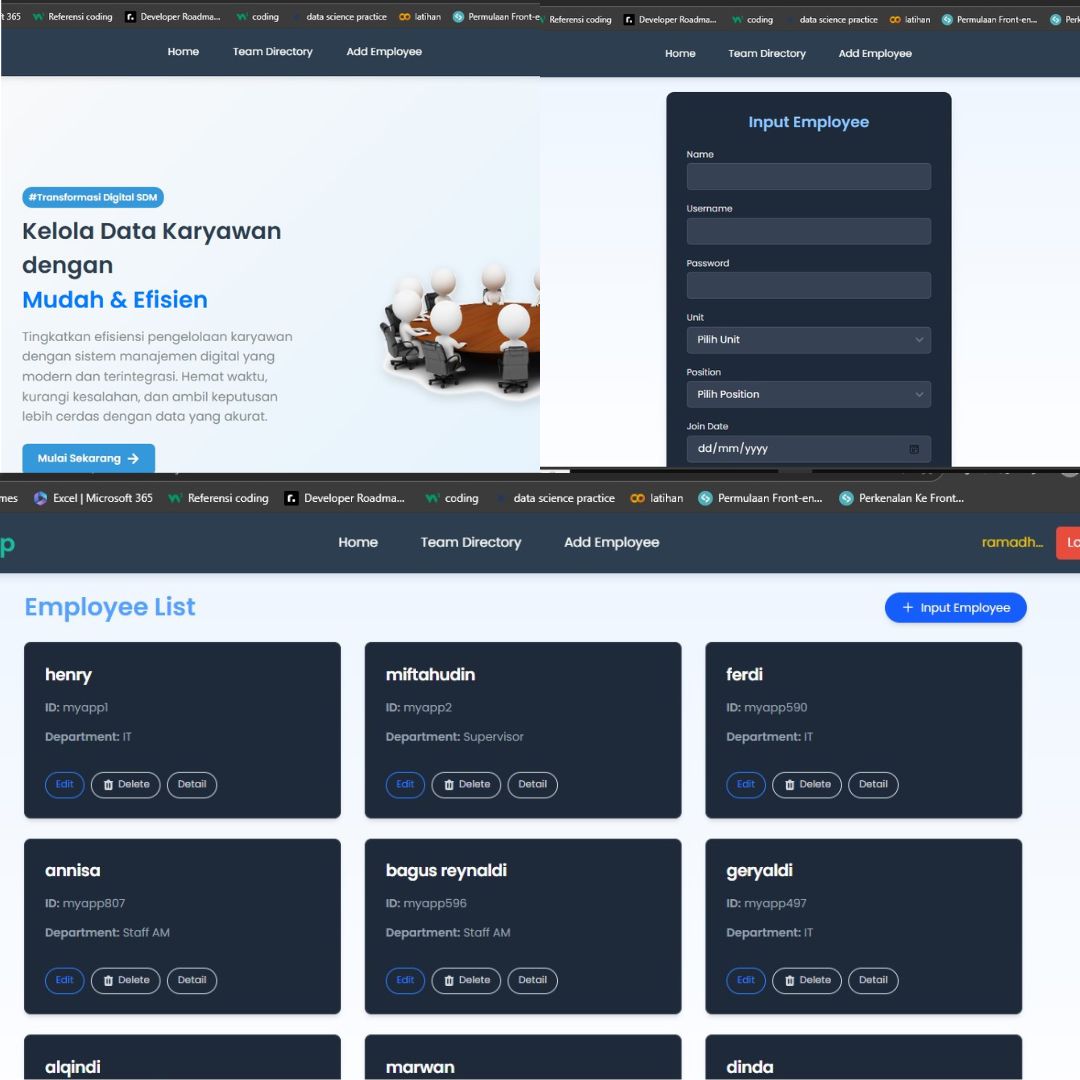 t 365 Referensi coding Developer Roadma... coding data science practice latihan Permulaan Front-e
Home Team Directory Add Employee
#Transformasi Digital SDM
Kelola Data Karyawan
dengan
Mudah & Efisien
Tingkatkan efisiensi pengelolaan karyawan
dengan sistem manajemen digital yang
modern dan terintegrasi. Hemat waktu,
kurangi kesalahan, dan ambil keputusan
lebih cerdas dengan data yang akurat.
Mulai Sekarang →
Referensi coding Developer Roadma... coding data science practice latihan Permulaan Front-en... Perk
Home Team Directory Add Employee
Input Employee
Name
Username
Password
Unit
Pilih Unit
Position
Pilih Position
Join Date
dd/mm/yyyy
mes Excel | Microsoft 365 Referensi coding Developer Roadma... coding data science practice latihan Permulaan Front-en... Perkenalan Ke Front...
p Home Team Directory Add Employee ramadh... Lo
Employee List + Input Employee
henry
ID: myapp1
Department: IT
Edit Delete Detail
miftahudin
ID: myapp2
Department: Supervisor
Edit Delete Detail
ferdi
ID: myapp590
Department: IT
Edit Delete Detail
annisa
ID: myapp807
Department: Staff AM
Edit Delete Detail
bagus reynaldi
ID: myapp596
Department: Staff AM
Edit Delete Detail
geryaldi
ID: myapp497
Department: IT
Edit Delete Detail
alqindi
marwan
dinda